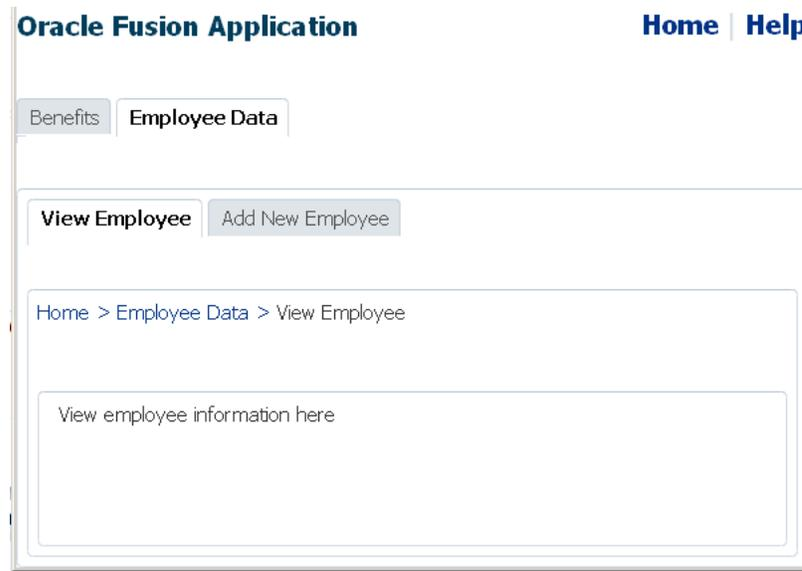 Oracle Fusion Application Home | Help
Benefits Employee Data
View Employee Add New Employee
Home > Employee Data > View Employee
View employee information here